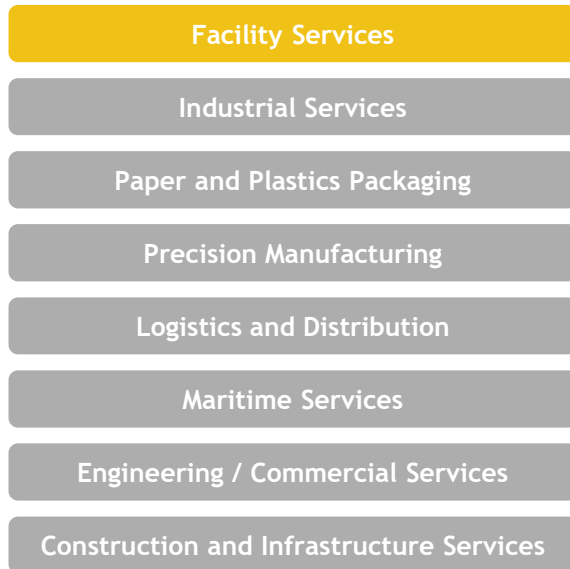 Facility Services
Industrial Services
Paper and Plastics Packaging
Precision Manufacturing
Logistics and Distribution
Maritime Services
Engineering / Commercial Services
Construction and Infrastructure Services